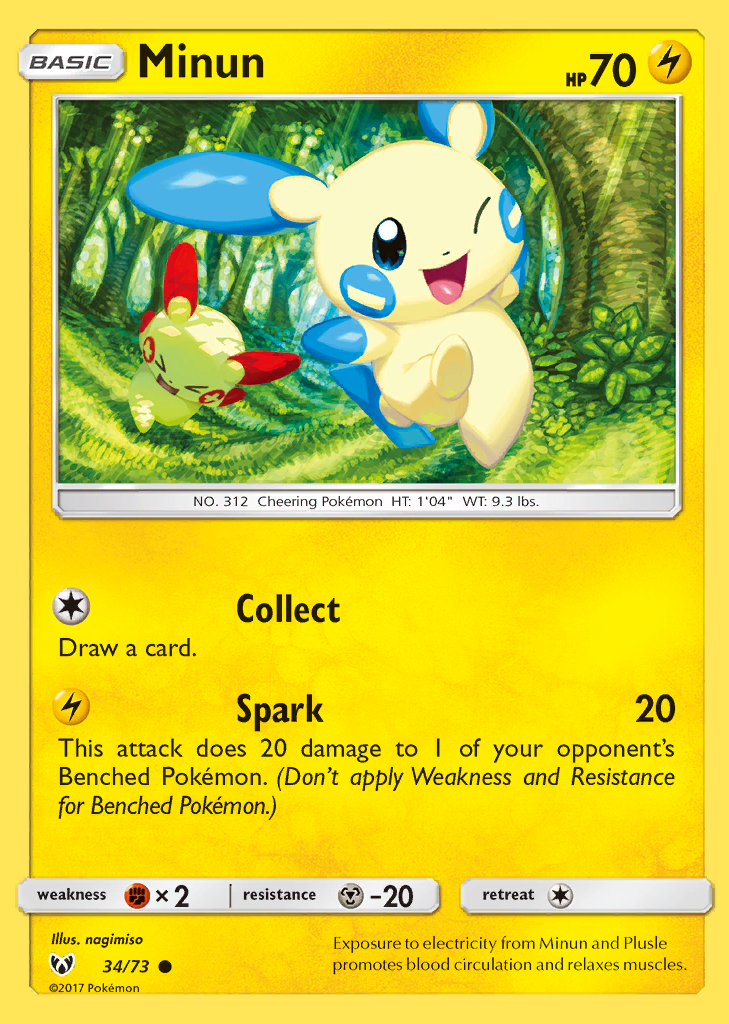 BASIC Minun HP70
NO. 312 Cheering Pokémon HT: 1'04" WT: 9.3 lbs.
Collect
Draw a card.
Spark 20
This attack does 20 damage to 1 of your opponent's
Benched Pokémon. (Don't apply Weakness and Resistance
for Benched Pokémon.)
weakness ×2 resistance -20 retreat
Illus. nagimiso
34/73
©2017 Pokémon
Exposure to electricity from Minun and Plusle
promotes blood circulation and relaxes muscles.